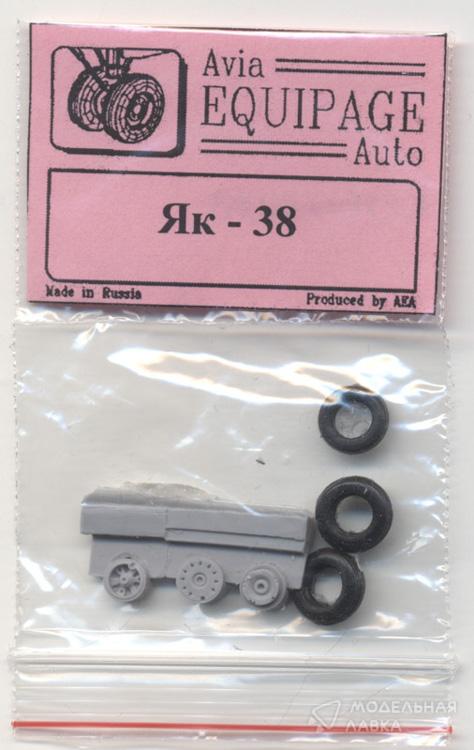 Avia
EQUIPAGE
Auto
Як - 38
Made in Russia
Produced by AEA
МОДЕЛЬНАЯ
ЛАВКА